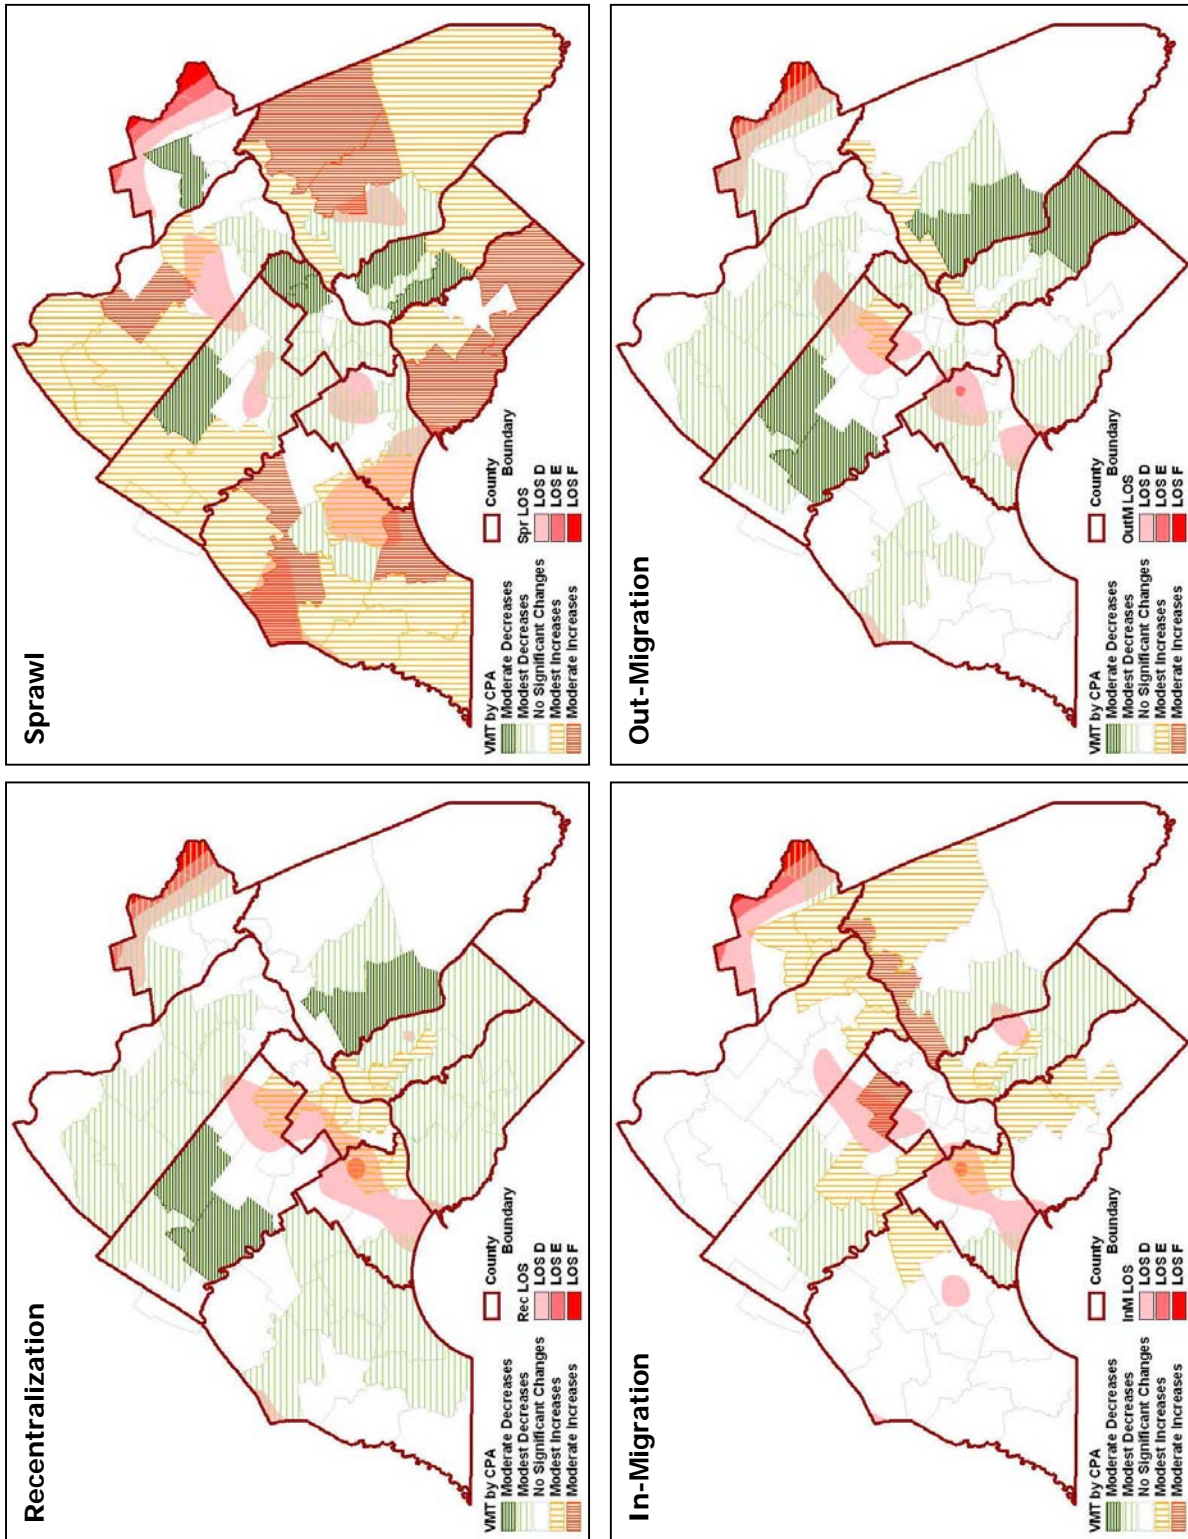 Recentralization
VMT by CPA
Moderate Decreases
Modest Decreases
No Significant Changes
Modest Increases
Moderate Increases
County
Boundary
Rec LOS
LOS D
LOS E
LOS F
Sprawl
VMT by CPA
Moderate Decreases
Modest Decreases
No Significant Changes
Modest Increases
Moderate Increases
County
Boundary
Spr LOS
LOS D
LOS E
LOS F
In-Migration
VMT by CPA
Moderate Decreases
Modest Decreases
No Significant Changes
Modest Increases
Moderate Increases
County
Boundary
InM LOS
LOS D
LOS E
LOS F
Out-Migration
VMT by CPA
Moderate Decreases
Modest Decreases
No Significant Changes
Modest Increases
Moderate Increases
County
Boundary
OutM LOS
LOS D
LOS E
LOS F